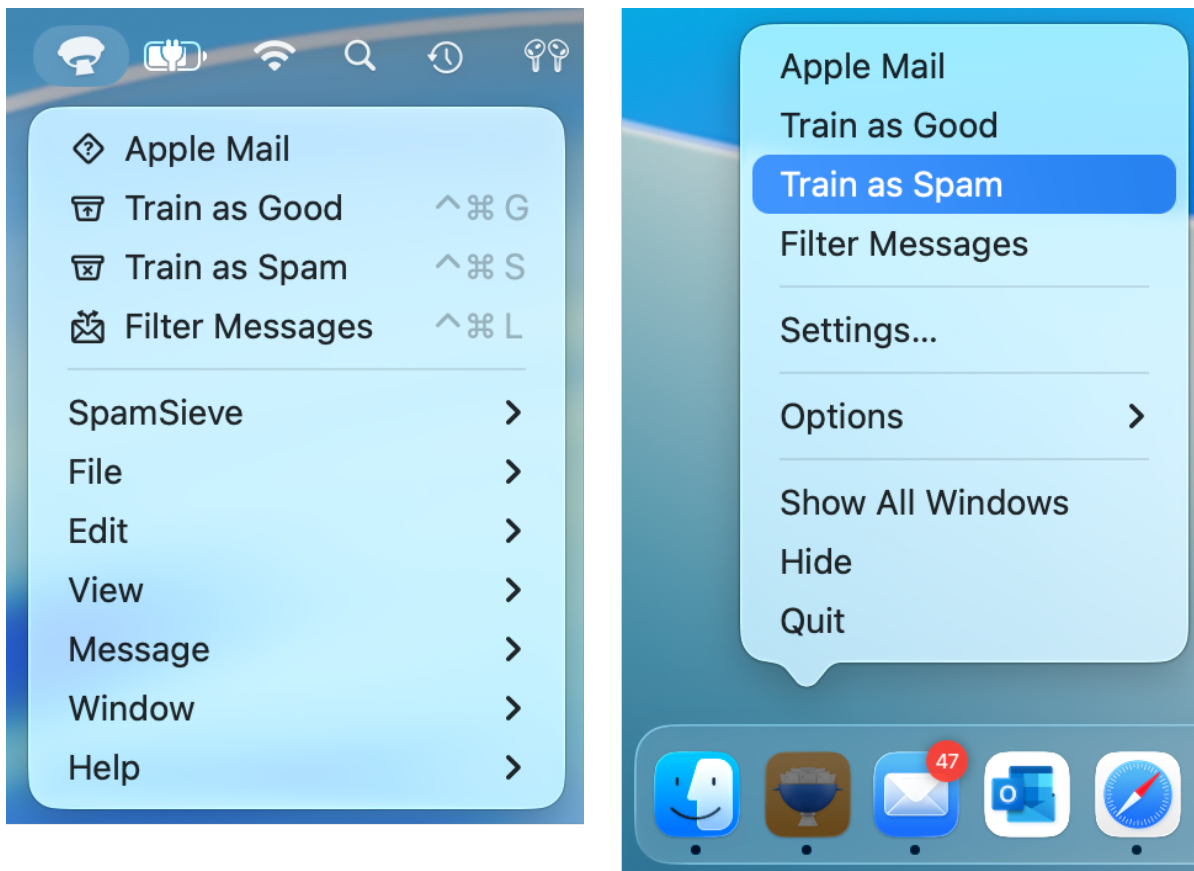 Apple Mail
Train as Good ^⌘ G
Train as Spam ^⌘ S
Filter Messages ^⌘ L
SpamSieve
File
Edit
View
Message
Window
Help
Apple Mail
Train as Good
Train as Spam
Filter Messages
Settings...
Options
Show All Windows
Hide
Quit
47
O